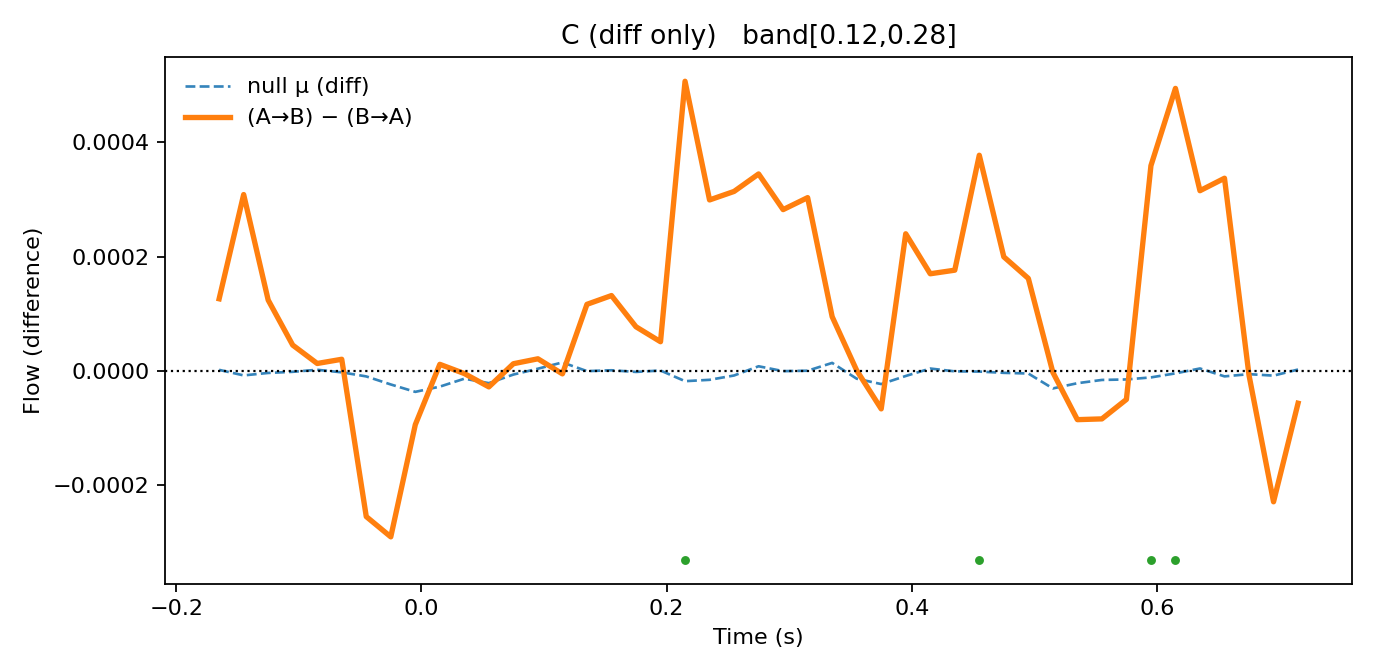 C (diff only)   band[0.12,0.28]
null μ (diff)
(A→B) − (B→A)
Flow (difference)
0.0004
0.0002
0.0000
−0.0002
−0.2
0.0
0.2
0.4
0.6
Time (s)